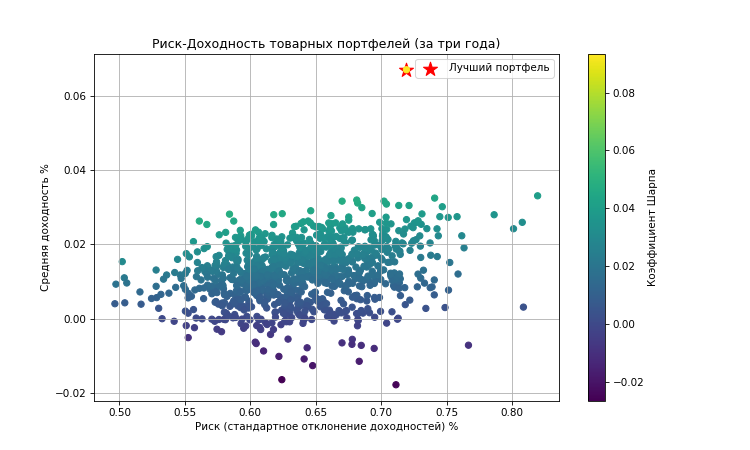 Риск-Доходность товарных портфелей (за три года)
Лучший портфель
Средняя доходность %
0.06
0.04
0.02
0.00
−0.02
0.50 0.55 0.60 0.65 0.70 0.75 0.80
Риск (стандартное отклонение доходностей) %
0.08
0.06
0.04
0.02
0.00
−0.02
Коэффициент Шарпа